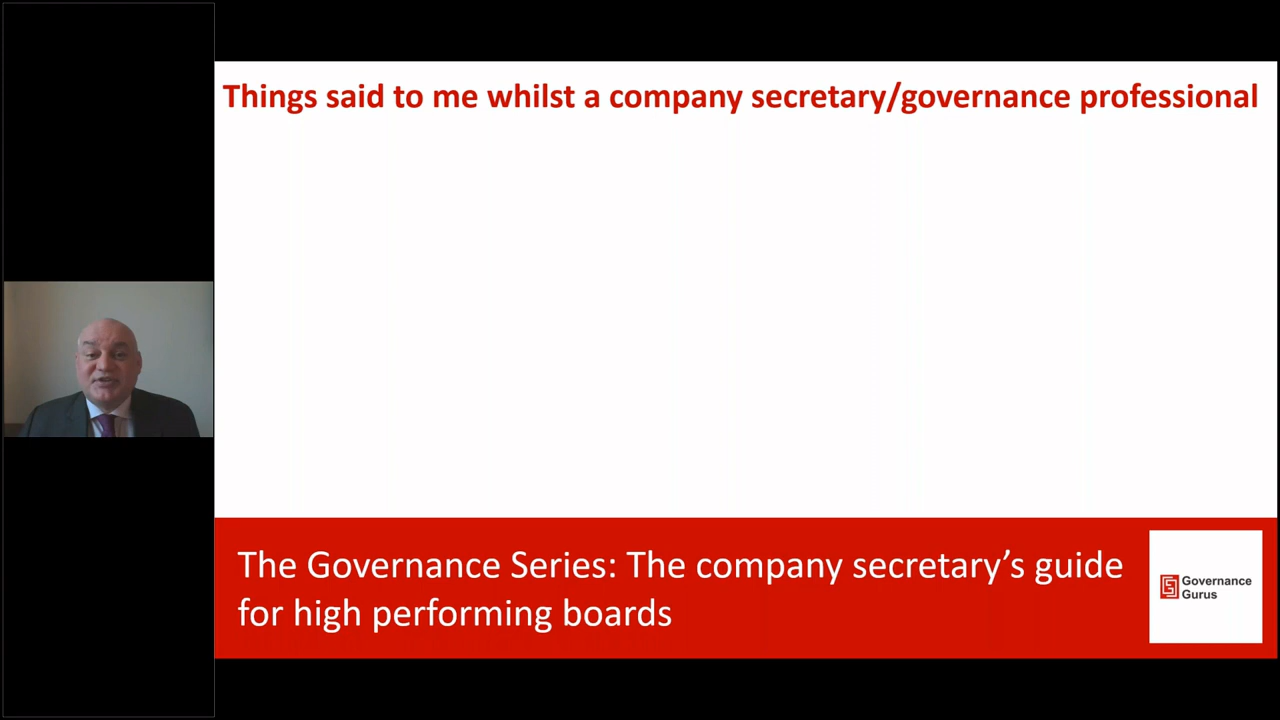 Things said to me whilst a company secretary/governance professional
The Governance Series: The company secretary’s guide
for high performing boards
Governance
Gurus